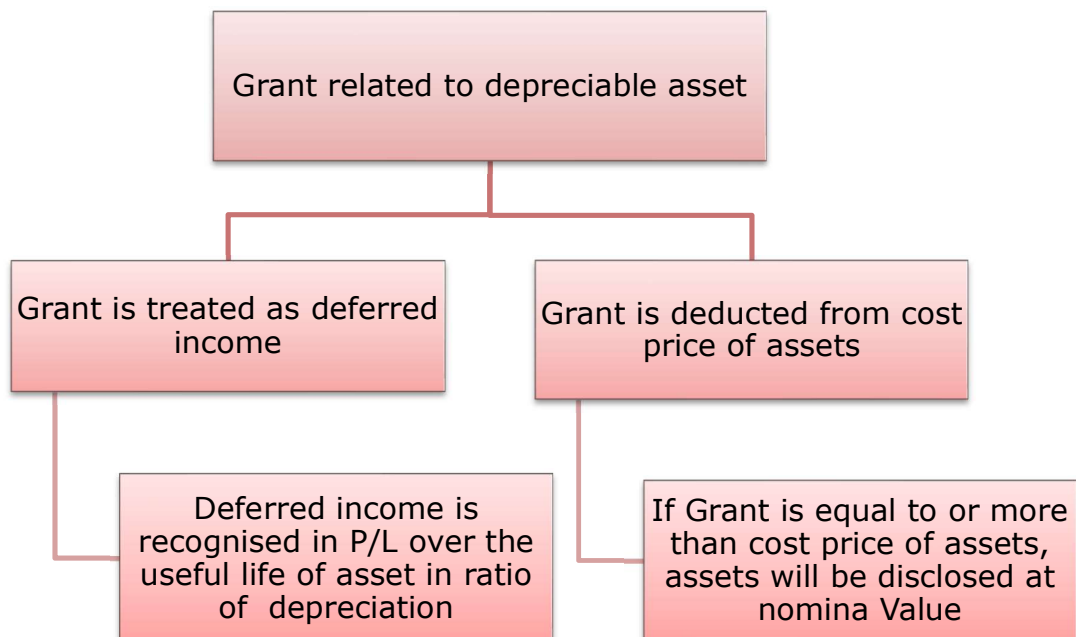 Grant related to depreciable asset
Grant is treated as deferred
income
Grant is deducted from cost
price of assets
Deferred income is
recognised in P/L over the
useful life of asset in ratio
of depreciation
If Grant is equal to or more
than cost price of assets,
assets will be disclosed at
nomina Value